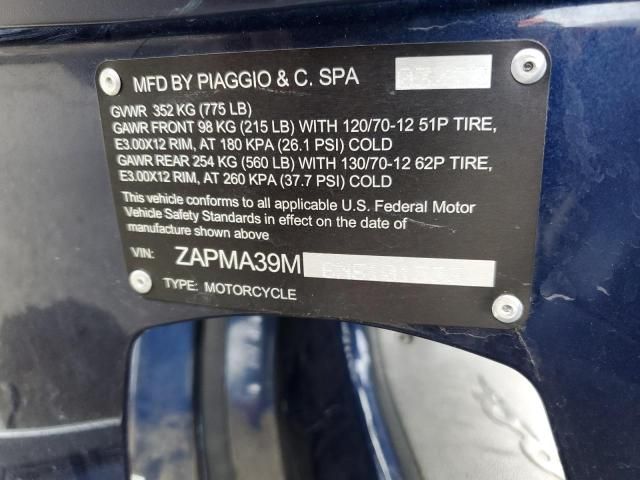 MFD BY PIAGGIO & C. SPA
GVWR 352 KG (775 LB)
GAWR FRONT 98 KG (215 LB) WITH 120/70-12 51P TIRE,
E3.00X12 RIM, AT 180 KPA (26.1 PSI) COLD
GAWR REAR 254 KG (560 LB) WITH 130/70-12 62P TIRE,
E3.00X12 RIM, AT 260 KPA (37.7 PSI) COLD
This vehicle conforms to all applicable U.S. Federal Motor
Vehicle Safety Standards in effect on the date of
manufacture shown above
VIN: ZAPMA39M
TYPE: MOTORCYCLE